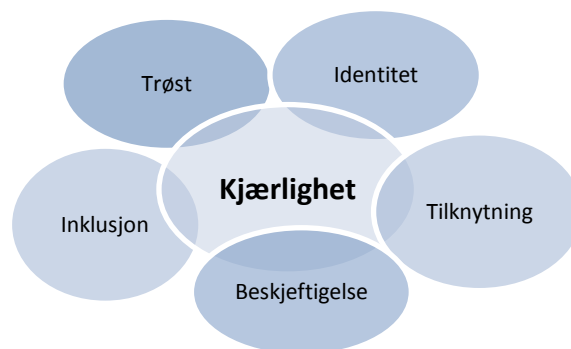 Trøst
Identitet
Kjærlighet
Inklusjon
Tilknytning
Beskjeftigelse